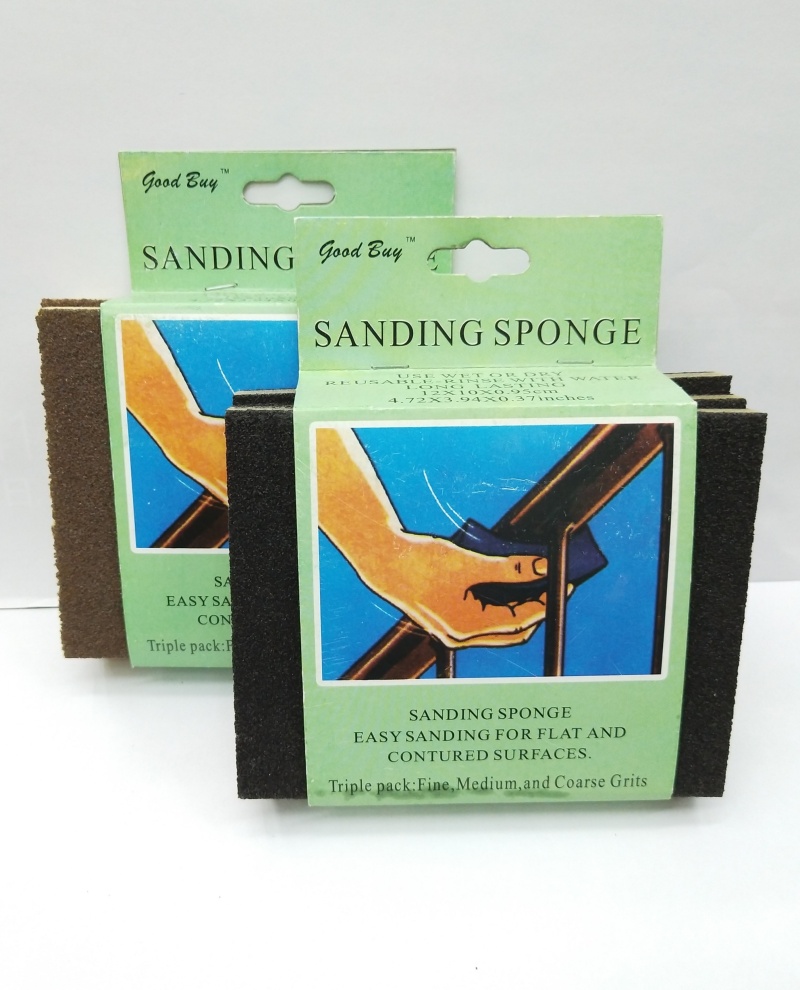 Good Buy™
SANDING
Good Buy™
SANDING SPONGE
USE WET OR DRY
REUSABLE-RINSE WITH WATER
LONG LASTING
12X10X0.95cm
4.72X3.94X0.37inches
SA
EASY SA
CON
Triple pack:F
SANDING SPONGE
EASY SANDING FOR FLAT AND
CONTURED SURFACES.
Triple pack:Fine,Medium,and Coarse Grits